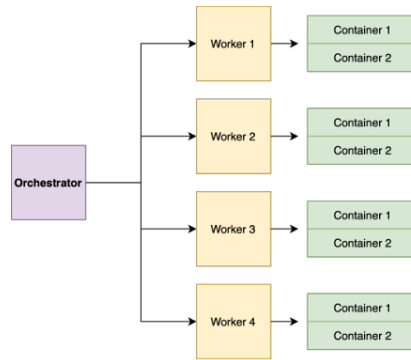 Orchestrator
Worker 1
Container 1
Container 2
Worker 2
Container 1
Container 2
Worker 3
Container 1
Container 2
Worker 4
Container 1
Container 2